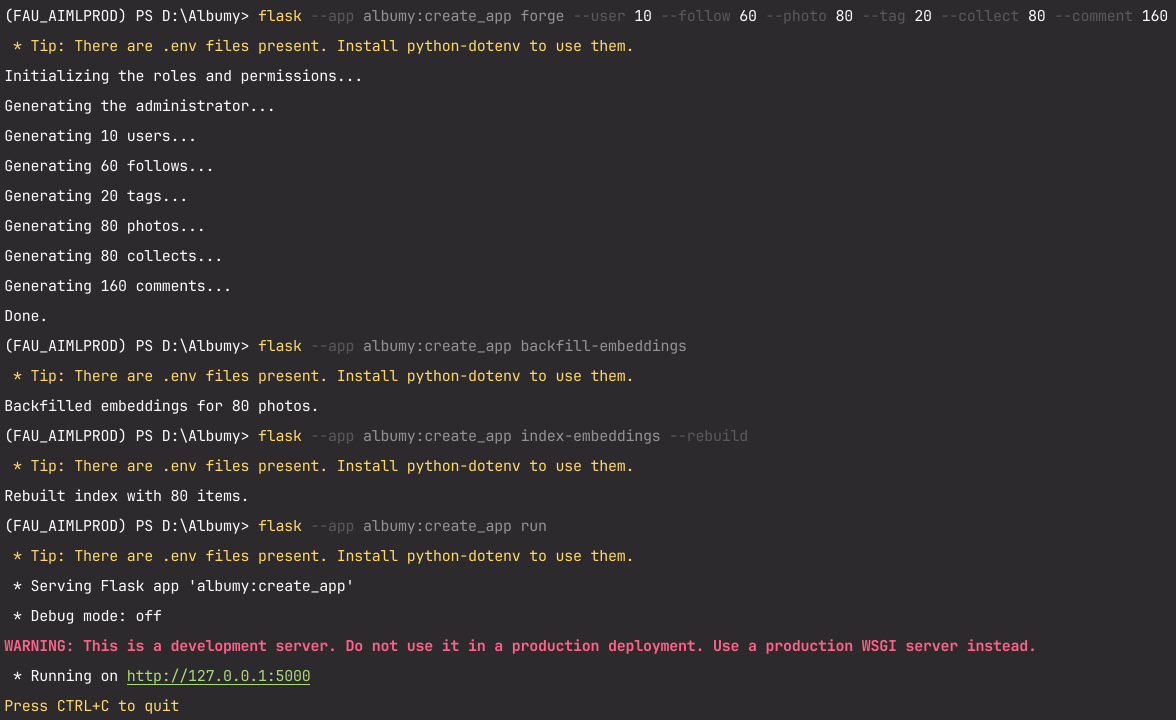 (FAU_AIMLPROD) PS D:\Albumy> flask --app albumy:create_app forge --user 10 --follow 60 --photo 80 --tag 20 --collect 80 --comment 160
 * Tip: There are .env files present. Install python-dotenv to use them.
Initializing the roles and permissions...
Generating the administrator...
Generating 10 users...
Generating 60 follows...
Generating 20 tags...
Generating 80 photos...
Generating 80 collects...
Generating 160 comments...
Done.
(FAU_AIMLPROD) PS D:\Albumy> flask --app albumy:create_app backfill-embeddings
 * Tip: There are .env files present. Install python-dotenv to use them.
Backfilled embeddings for 80 photos.
(FAU_AIMLPROD) PS D:\Albumy> flask --app albumy:create_app index-embeddings --rebuild
 * Tip: There are .env files present. Install python-dotenv to use them.
Rebuilt index with 80 items.
(FAU_AIMLPROD) PS D:\Albumy> flask --app albumy:create_app run
 * Tip: There are .env files present. Install python-dotenv to use them.
 * Serving Flask app 'albumy:create_app'
 * Debug mode: off
WARNING: This is a development server. Do not use it in a production deployment. Use a production WSGI server instead.
 * Running on http://127.0.0.1:5000
Press CTRL+C to quit